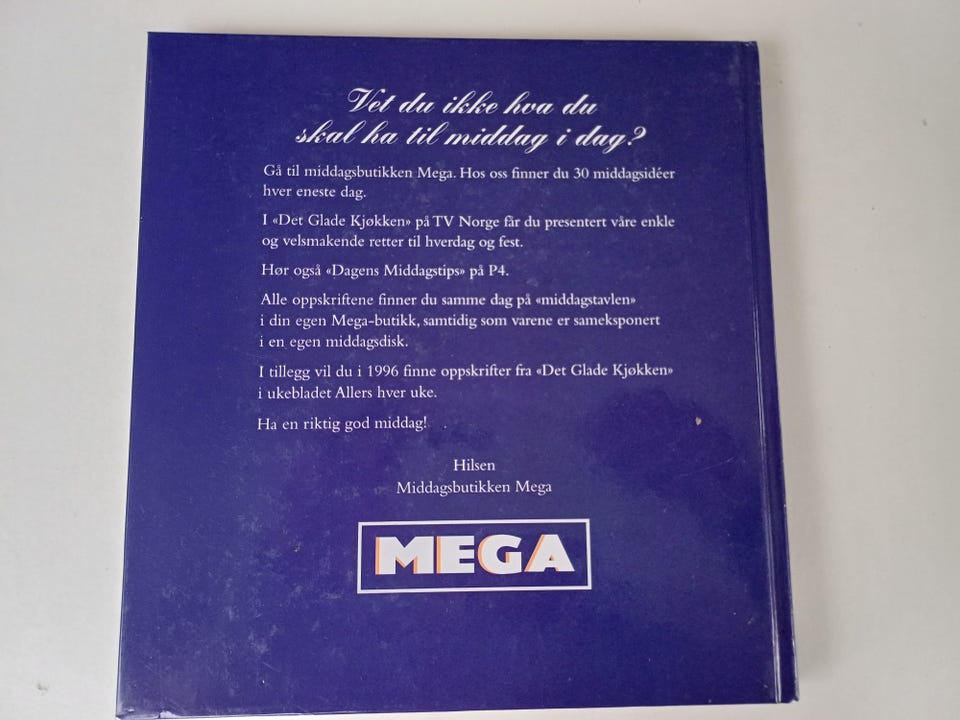 Vet du ikke hva du
skal ha til middag i dag?
Gå til middagsbutikken Mega. Hos oss finner du 30 middagsidéer
hver eneste dag.
I «Det Glade Kjøkken» på TV Norge får du presentert våre enkle
og velsmakende retter til hverdag og fest.
Hør også «Dagens Middagstips» på P4.
Alle oppskriftene finner du samme dag på «middagstavlen»
i din egen Mega-butikk, samtidig som varene er sameksponert
i en egen middagsdisk.
I tillegg vil du i 1996 finne oppskrifter fra «Det Glade Kjøkken»
i ukebladet Allers hver uke.
Ha en riktig god middag!
Hilsen
Middagsbutikken Mega
MEGA